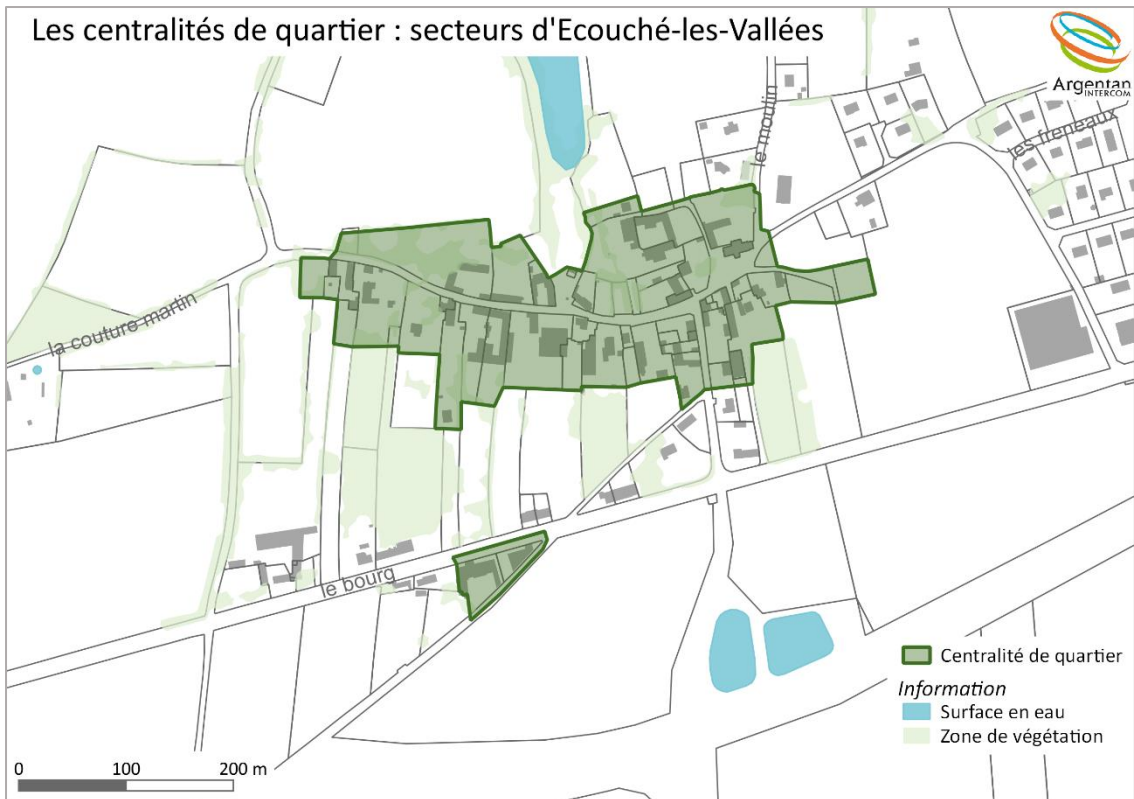 Les centralités de quartier : secteurs d'Ecouché-les-Vallées
Argentan
INTERCOM
le moulin
les freneaux
la couture martin
le bourg
Centralité de quartier
Information
Surface en eau
Zone de végétation
0 100 200 m